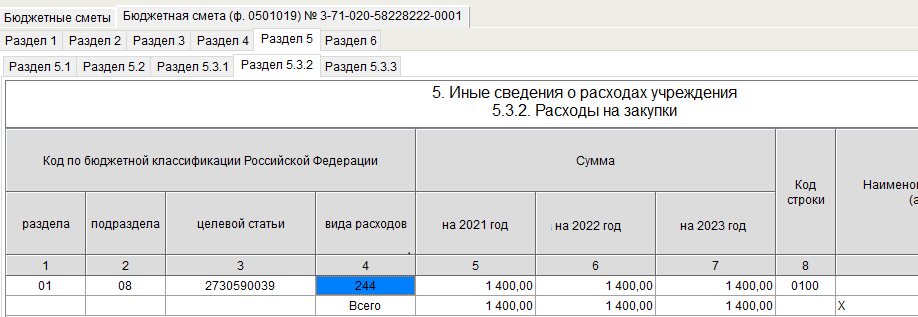 Бюджетные сметы Бюджетная смета (ф. 0501019) № 3-71-020-58228222-0001
Раздел 1 Раздел 2 Раздел 3 Раздел 4 Раздел 5 Раздел 6
Раздел 5.1 Раздел 5.2 Раздел 5.3.1 Раздел 5.3.2 Раздел 5.3.3
5. Иные сведения о расходах учреждения
5.3.2. Расходы на закупки
Код по бюджетной классификации Российской Федерации Сумма Код строки Наименов (а
раздела подраздела целевой статьи вида расходов на 2021 год на 2022 год на 2023 год
1 2 3 4 5 6 7 8
01 08 2730590039 244 1 400,00 1 400,00 1 400,00 0100
Всего 1 400,00 1 400,00 1 400,00 X